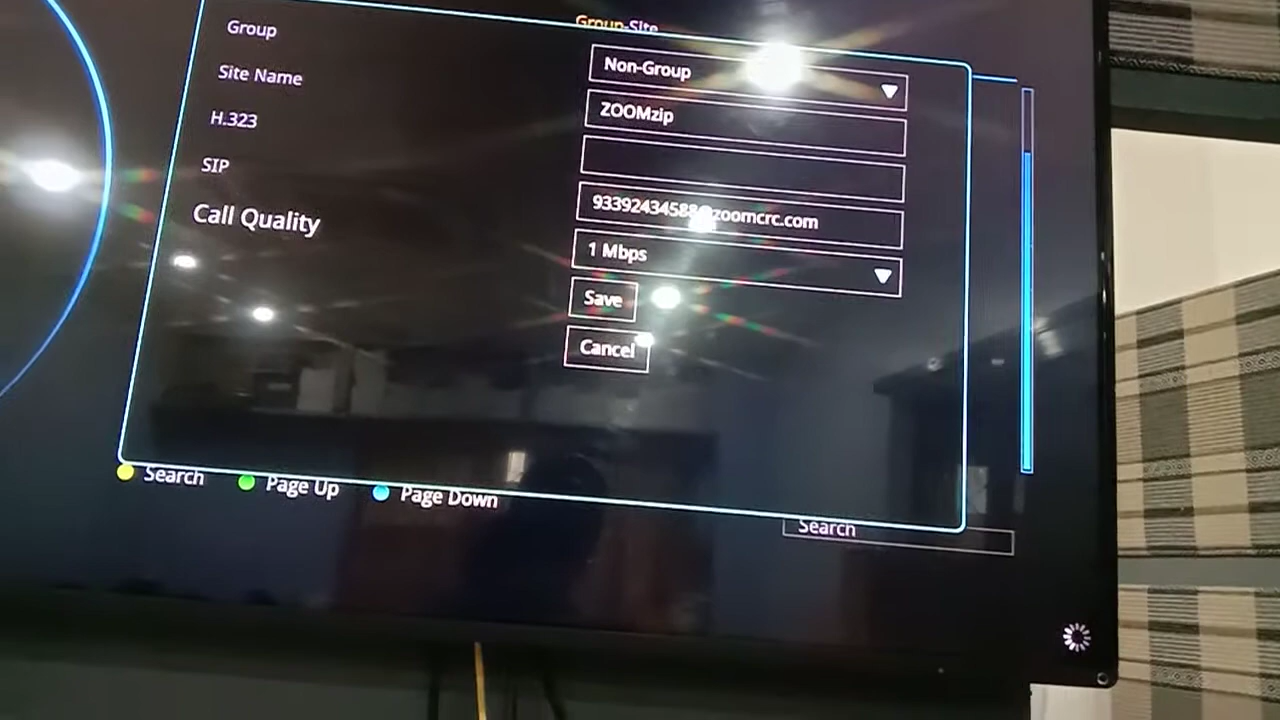 Group-Site
Group
Non-Group
Site Name
ZOOMzip
H.323
SIP
93392434588@zoomcrc.com
Call Quality
1 Mbps
Save
Cancel
Search
Page Up
Page Down
Search